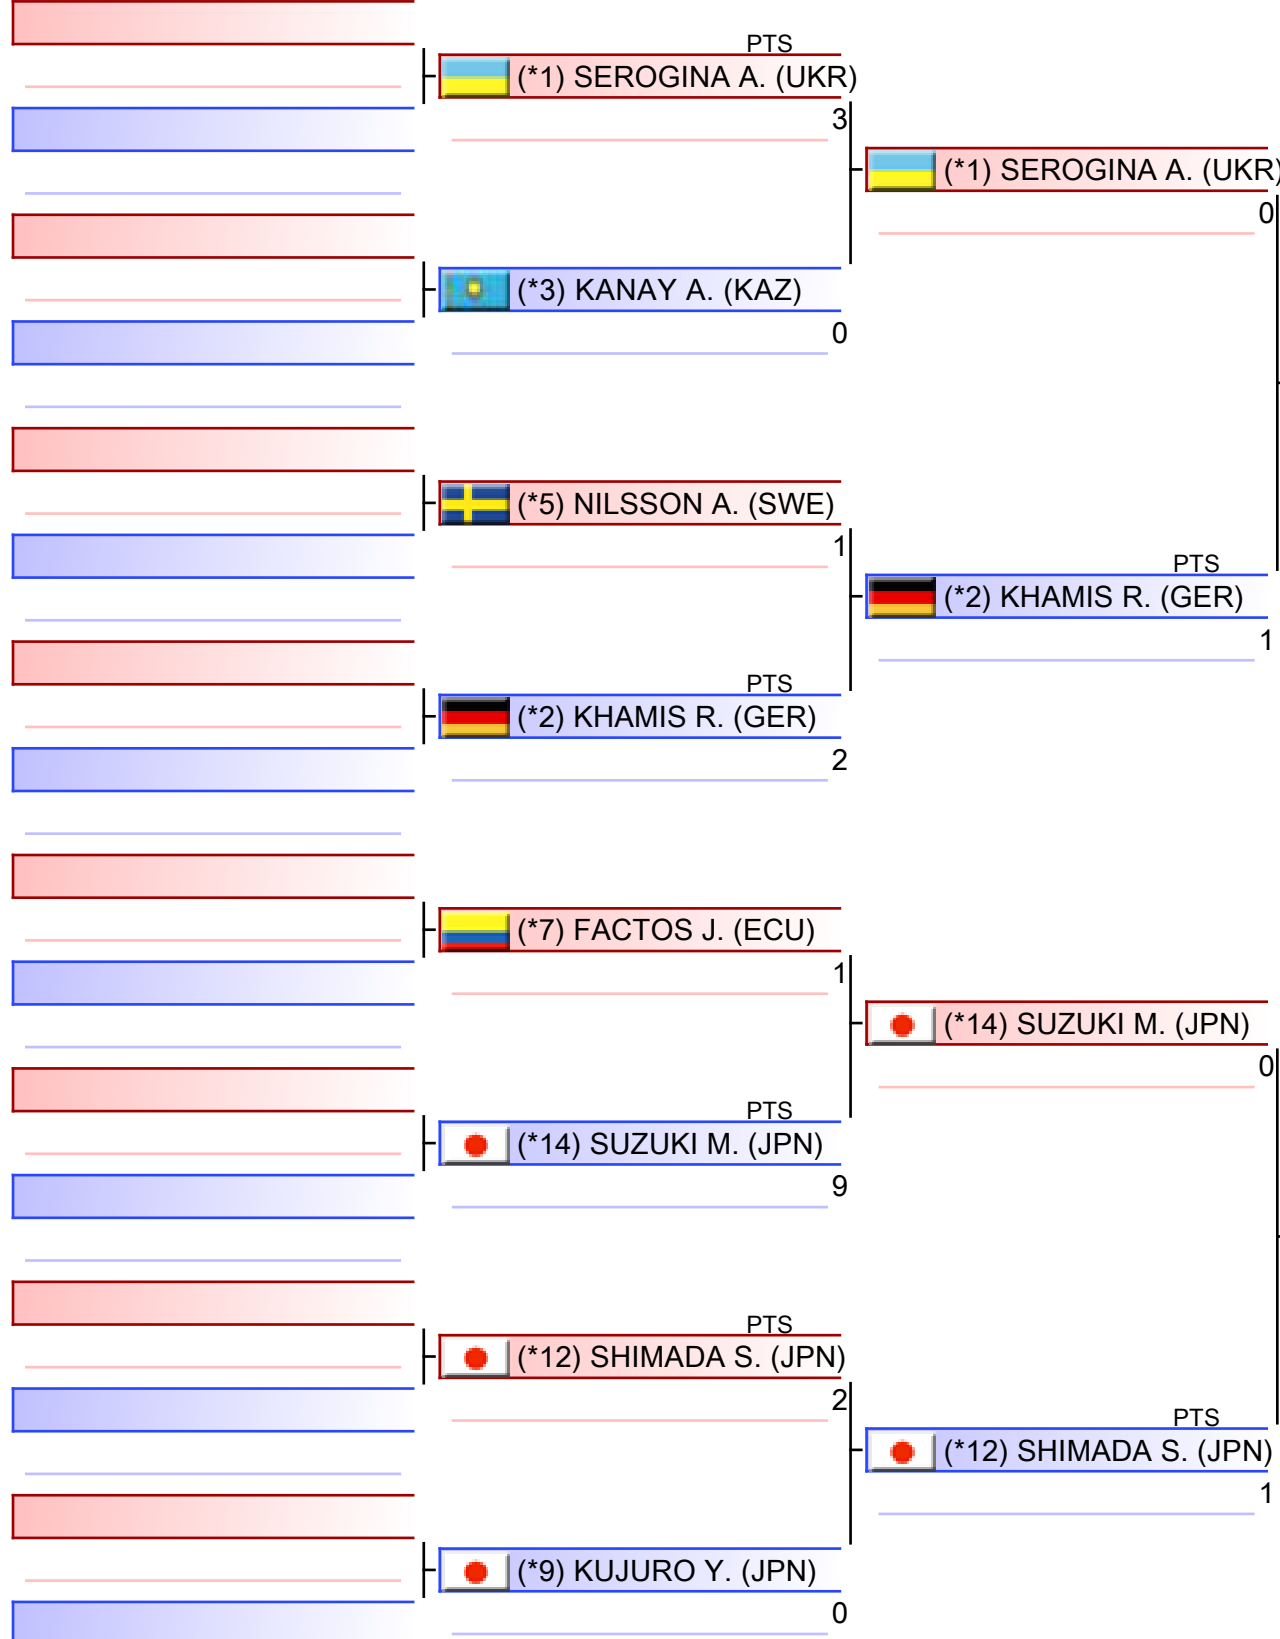 PTS
(*1) SEROGINA A. (UKR)
3
(*1) SEROGINA A. (UKR)
0
(*3) KANAY A. (KAZ)
0
(*5) NILSSON A. (SWE)
1
PTS
(*2) KHAMIS R. (GER)
1
PTS
(*2) KHAMIS R. (GER)
2
(*7) FACTOS J. (ECU)
1
(*14) SUZUKI M. (JPN)
0
PTS
(*14) SUZUKI M. (JPN)
9
PTS
(*12) SHIMADA S. (JPN)
2
PTS
(*12) SHIMADA S. (JPN)
1
(*9) KUJURO Y. (JPN)
0